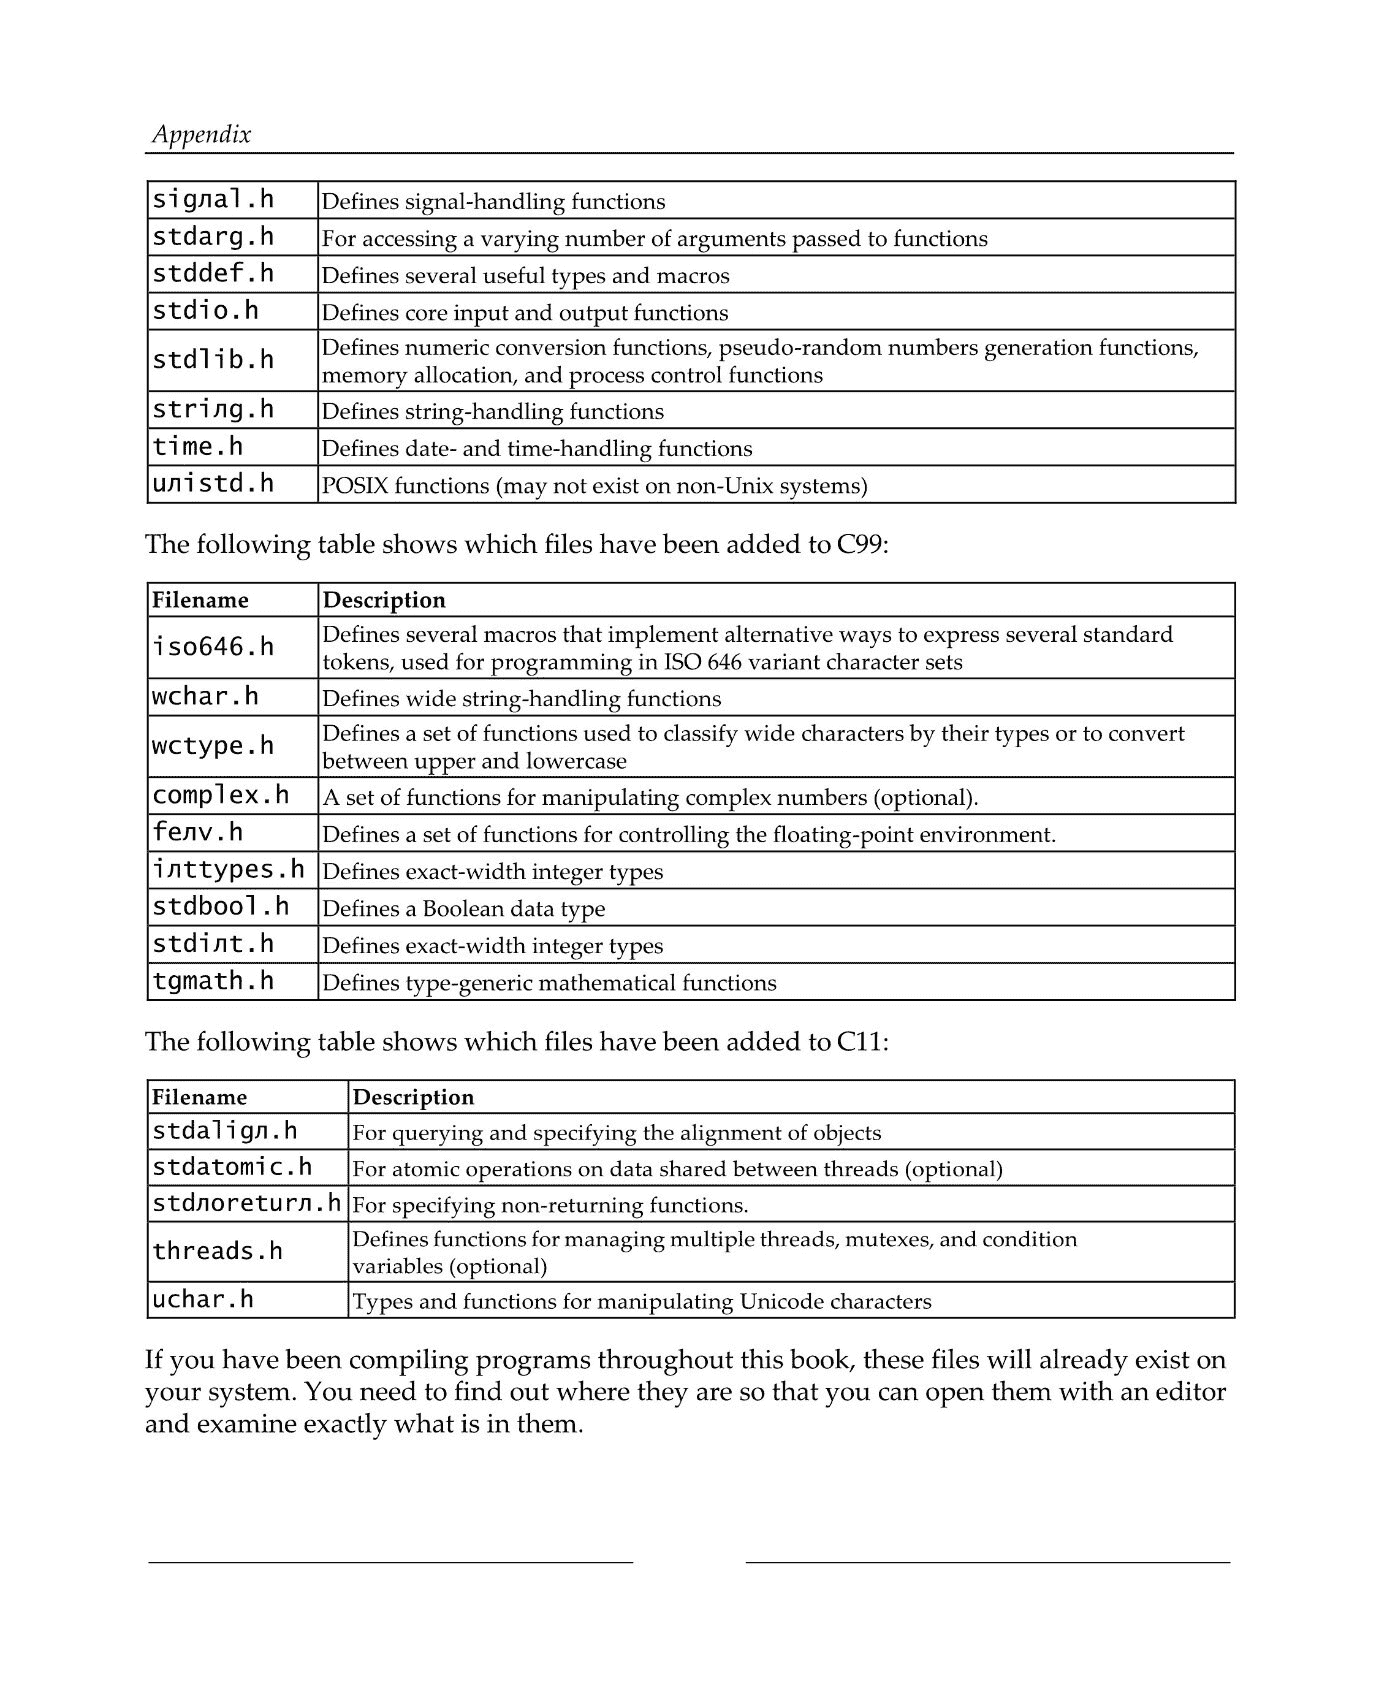 Appendix
sigлal.h Defines signal-handling functions
stdarg.h For accessing a varying number of arguments passed to functions
stddef.h Defines several useful types and macros
stdio.h Defines core input and output functions
stdlib.h Defines numeric conversion functions, pseudo-random numbers generation functions,
memory allocation, and process control functions
striлg.h Defines string-handling functions
time.h Defines date- and time-handling functions
uлistd.h POSIX functions (may not exist on non-Unix systems)
The following table shows which files have been added to C99:
Filename Description
iso646.h Defines several macros that implement alternative ways to express several standard
tokens, used for programming in ISO 646 variant character sets
wchar.h Defines wide string-handling functions
wctype.h Defines a set of functions used to classify wide characters by their types or to convert
between upper and lowercase
complex.h A set of functions for manipulating complex numbers (optional).
feлv.h Defines a set of functions for controlling the floating-point environment.
iлttypes.h Defines exact-width integer types
stdbool.h Defines a Boolean data type
stdiлt.h Defines exact-width integer types
tgmath.h Defines type-generic mathematical functions
The following table shows which files have been added to C11:
Filename Description
stdaligл.h For querying and specifying the alignment of objects
stdatomic.h For atomic operations on data shared between threads (optional)
stdлoreturл.h For specifying non-returning functions.
threads.h Defines functions for managing multiple threads, mutexes, and condition
variables (optional)
uchar.h Types and functions for manipulating Unicode characters
If you have been compiling programs throughout this book, these files will already exist on
your system. You need to find out where they are so that you can open them with an editor
and examine exactly what is in them.